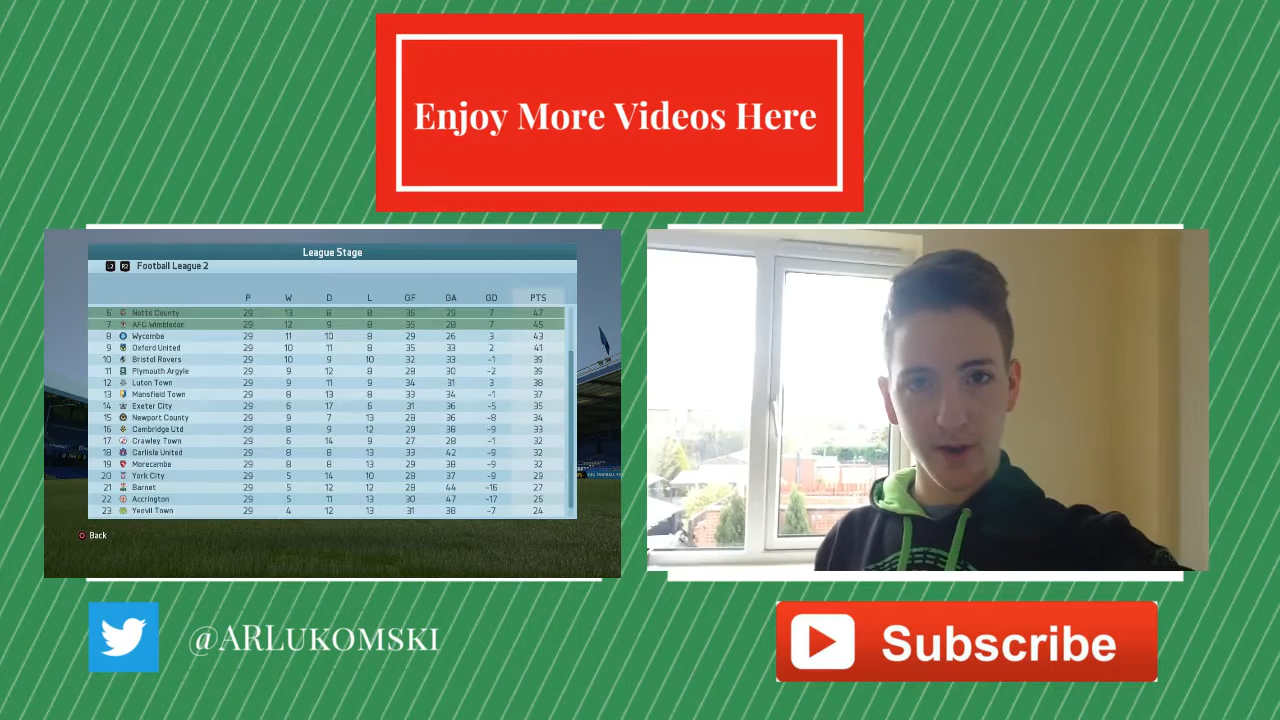 Enjoy More Videos Here
League Stage
L2 R2 Football League 2
P W D L GF GA GD PTS
6 Notts County 29 13 8 8 35 29 7 47
7 AFC Wimbledon 29 12 9 8 35 28 7 45
8 Wycombe 29 11 10 8 29 26 3 43
9 Oxford United 29 10 11 8 35 33 2 41
10 Bristol Rovers 29 10 9 10 32 33 -1 39
11 Plymouth Argyle 29 9 12 8 28 30 -2 39
12 Luton Town 29 9 11 9 34 31 3 38
13 Mansfield Town 29 8 13 8 33 34 -1 37
14 Exeter City 29 6 17 6 31 36 -5 35
15 Newport County 29 9 7 13 28 36 -8 34
16 Cambridge Utd 29 8 9 12 29 38 -9 33
17 Crawley Town 29 6 14 9 27 28 -1 32
18 Carlisle United 29 8 8 13 33 42 -9 32
19 Morecambe 29 8 8 13 29 38 -9 32
20 York City 29 5 14 10 28 37 -9 29
21 Barnet 29 5 12 12 28 44 -16 27
22 Accrington 29 5 11 13 30 47 -17 26
23 Yeovil Town 29 4 12 13 31 38 -7 24
Back
@ARLUKOMSKI
Subscribe